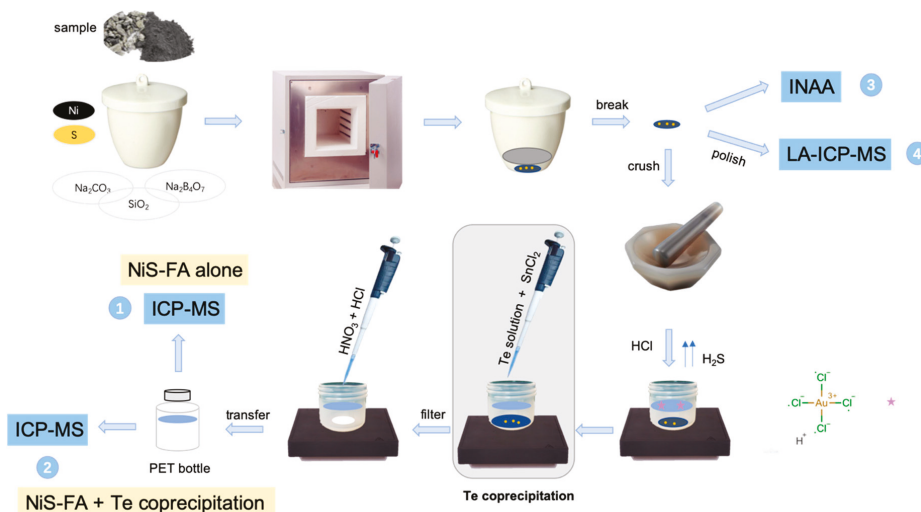 sample
Ni
S
Na₂CO₃
Na₂B₄O₇
SiO₂
break
INAA
3
polish
LA-ICP-MS
4
crush
NiS-FA alone
1
ICP-MS
HNO₃ + HCl
Te solution + SnCl₂
HCl
H₂S
Cl⁻
Cl⁻
Au
3+
Cl⁻
Cl⁻
H⁺
transfer
filter
ICP-MS
2
PET bottle
Te coprecipitation
NiS-FA + Te coprecipitation